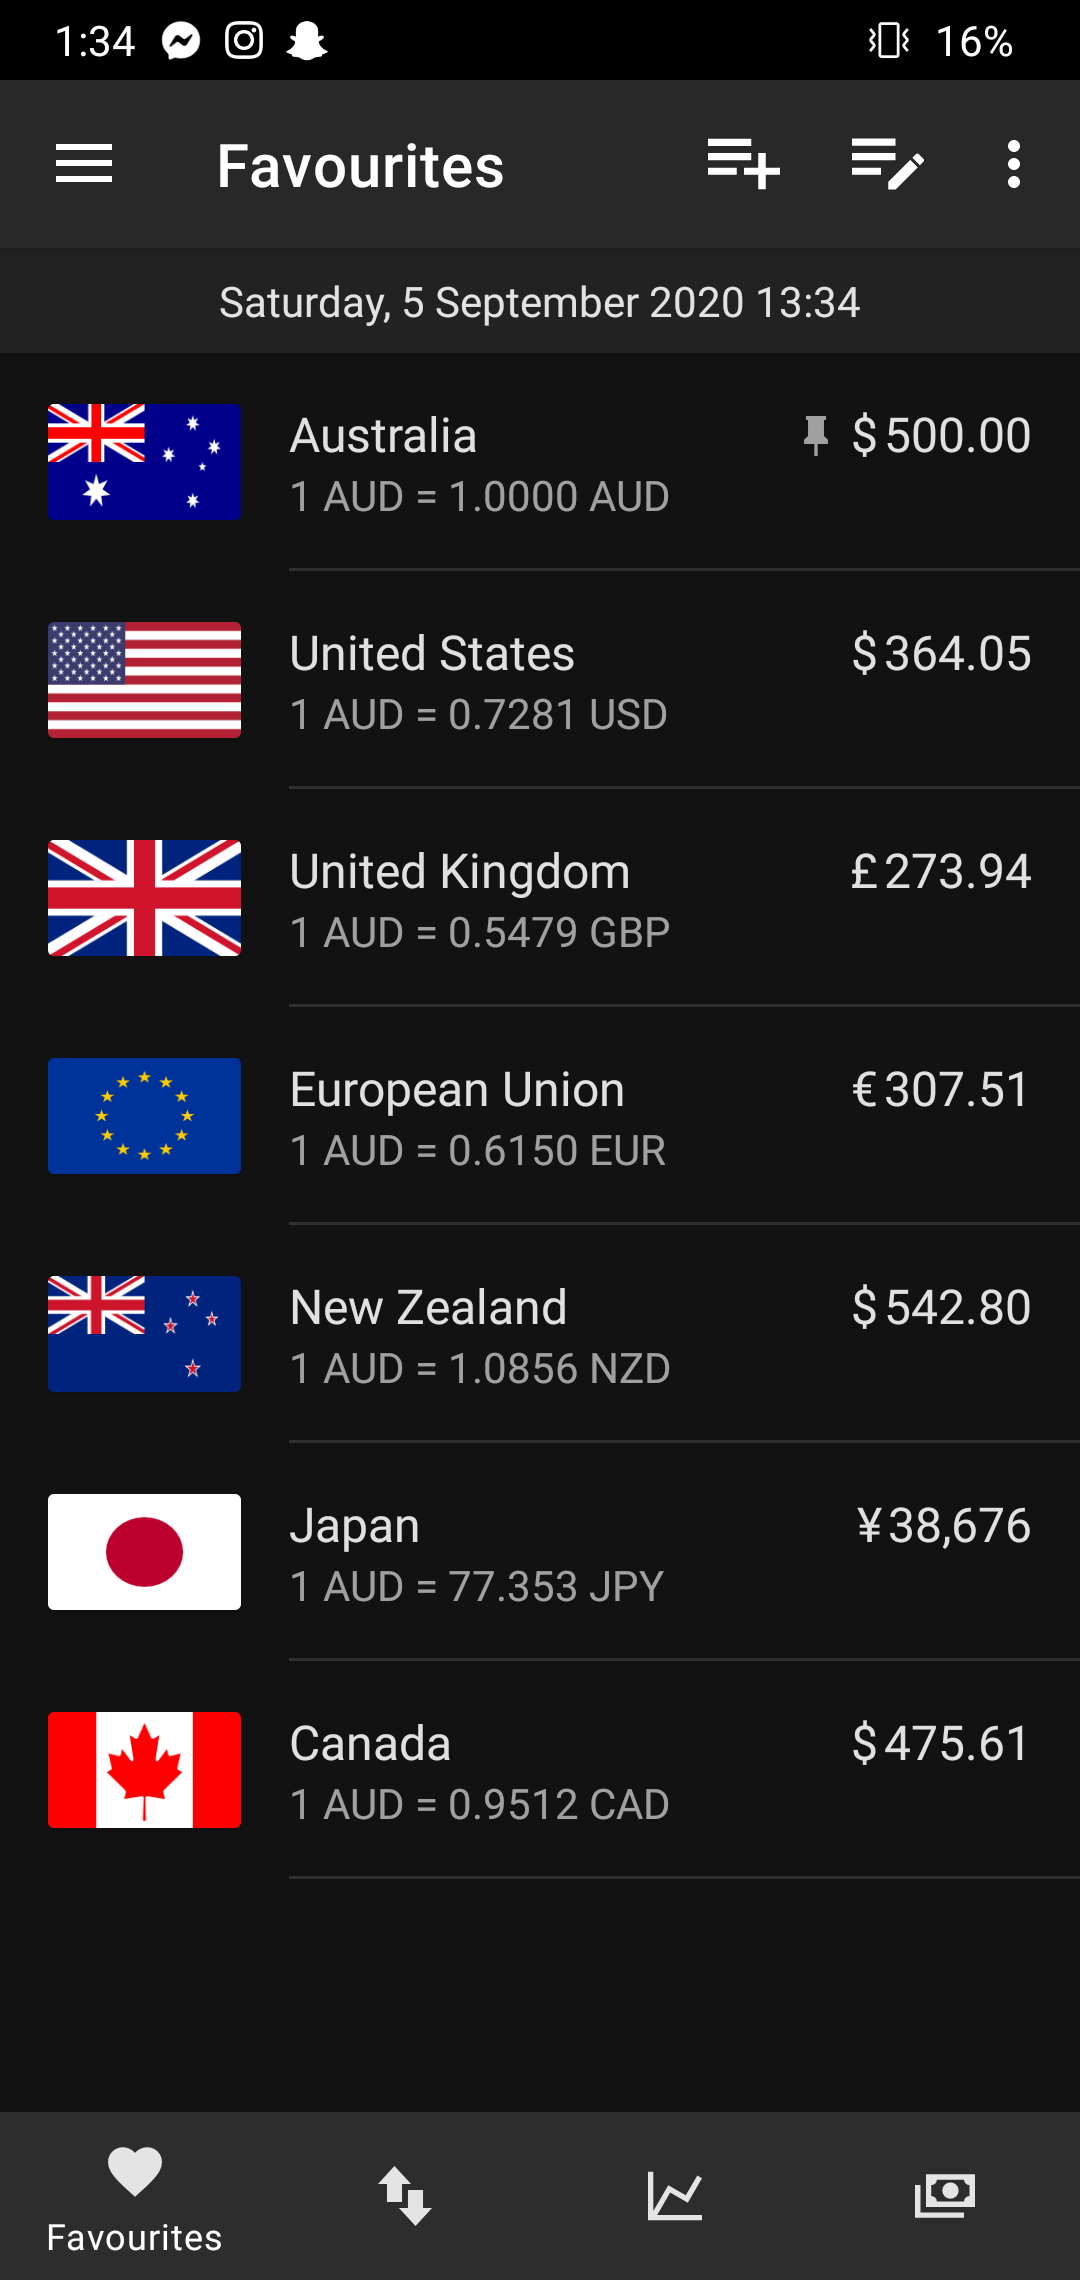 1:34 16%
Favourites
Saturday, 5 September 2020 13:34
Australia $500.00
1 AUD = 1.0000 AUD
United States $364.05
1 AUD = 0.7281 USD
United Kingdom £273.94
1 AUD = 0.5479 GBP
European Union €307.51
1 AUD = 0.6150 EUR
New Zealand $542.80
1 AUD = 1.0856 NZD
Japan ¥38,676
1 AUD = 77.353 JPY
Canada $475.61
1 AUD = 0.9512 CAD
Favourites